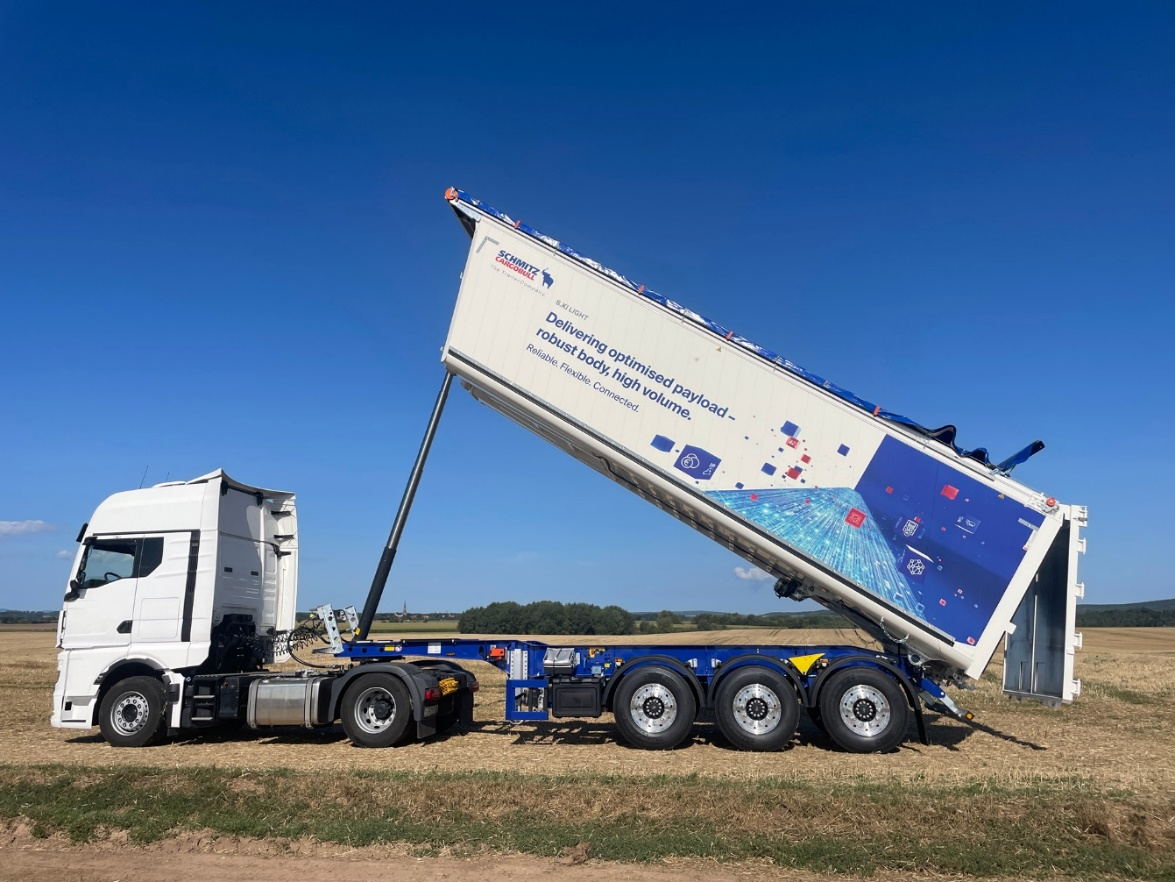 SCHMITZ
CARGOBULL
The Trailer Company.
S.KI LIGHT
Delivering optimised payload –
robust body, high volume.
Reliable. Flexible. Connected.